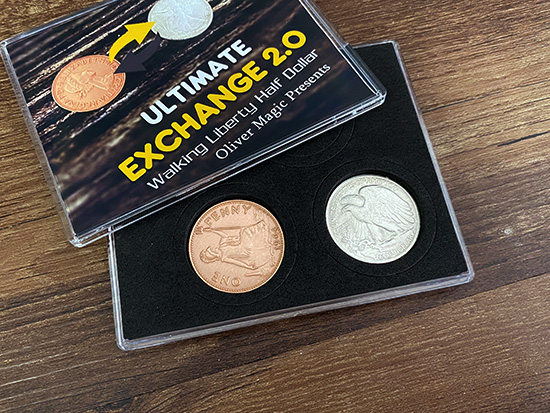 ULTIMATE
EXCHANGE 2.0
Walking Liberty Half Dollar
Oliver Magic Presents
ONE PENNY